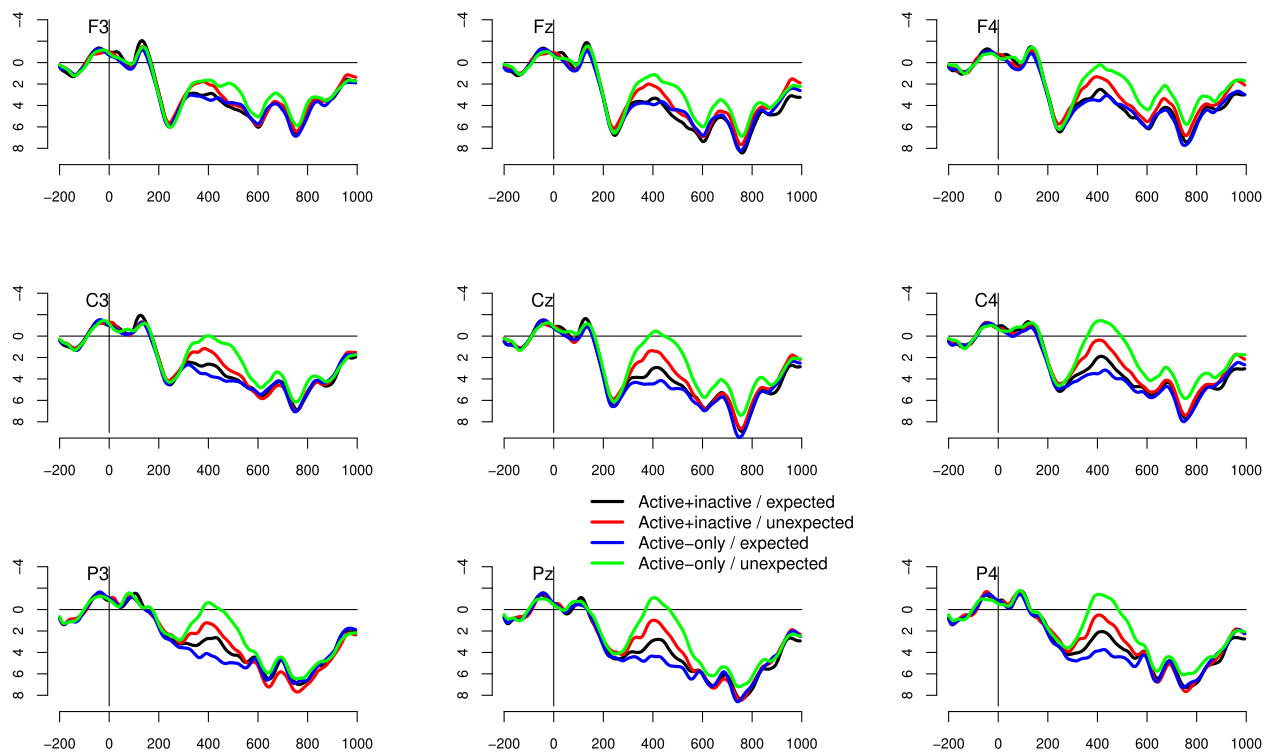 F3 Fz F4
−4 −4 −4
0 0 0
2 2 2
4 4 4
6 6 6
8 8 8
−200 0 200 400 600 800 1000 −200 0 200 400 600 800 1000 −200 0 200 400 600 800 1000
C3 Cz C4
−4 −4 −4
0 0 0
2 2 2
4 4 4
6 6 6
8 8 8
−200 0 200 400 600 800 1000 −200 0 200 400 600 800 1000 −200 0 200 400 600 800 1000
Active+inactive / expected
Active+inactive / unexpected
Active−only / expected
Active−only / unexpected
P3 Pz P4
−4 −4 −4
0 0 0
2 2 2
4 4 4
6 6 6
8 8 8
−200 0 200 400 600 800 1000 −200 0 200 400 600 800 1000 −200 0 200 400 600 800 1000